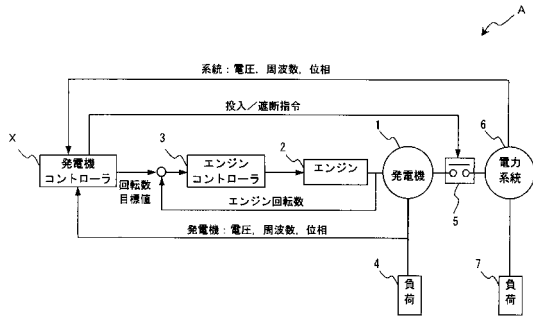 A
系統：電圧，周波数，位相
投入／遮断指令
X
発電機
コントローラ
回転数
目標値
3
エンジン
コントローラ
2
エンジン
エンジン回転数
1
発電機
5
6
電力
系統
発電機：電圧，周波数，位相
4
負荷
7
負荷